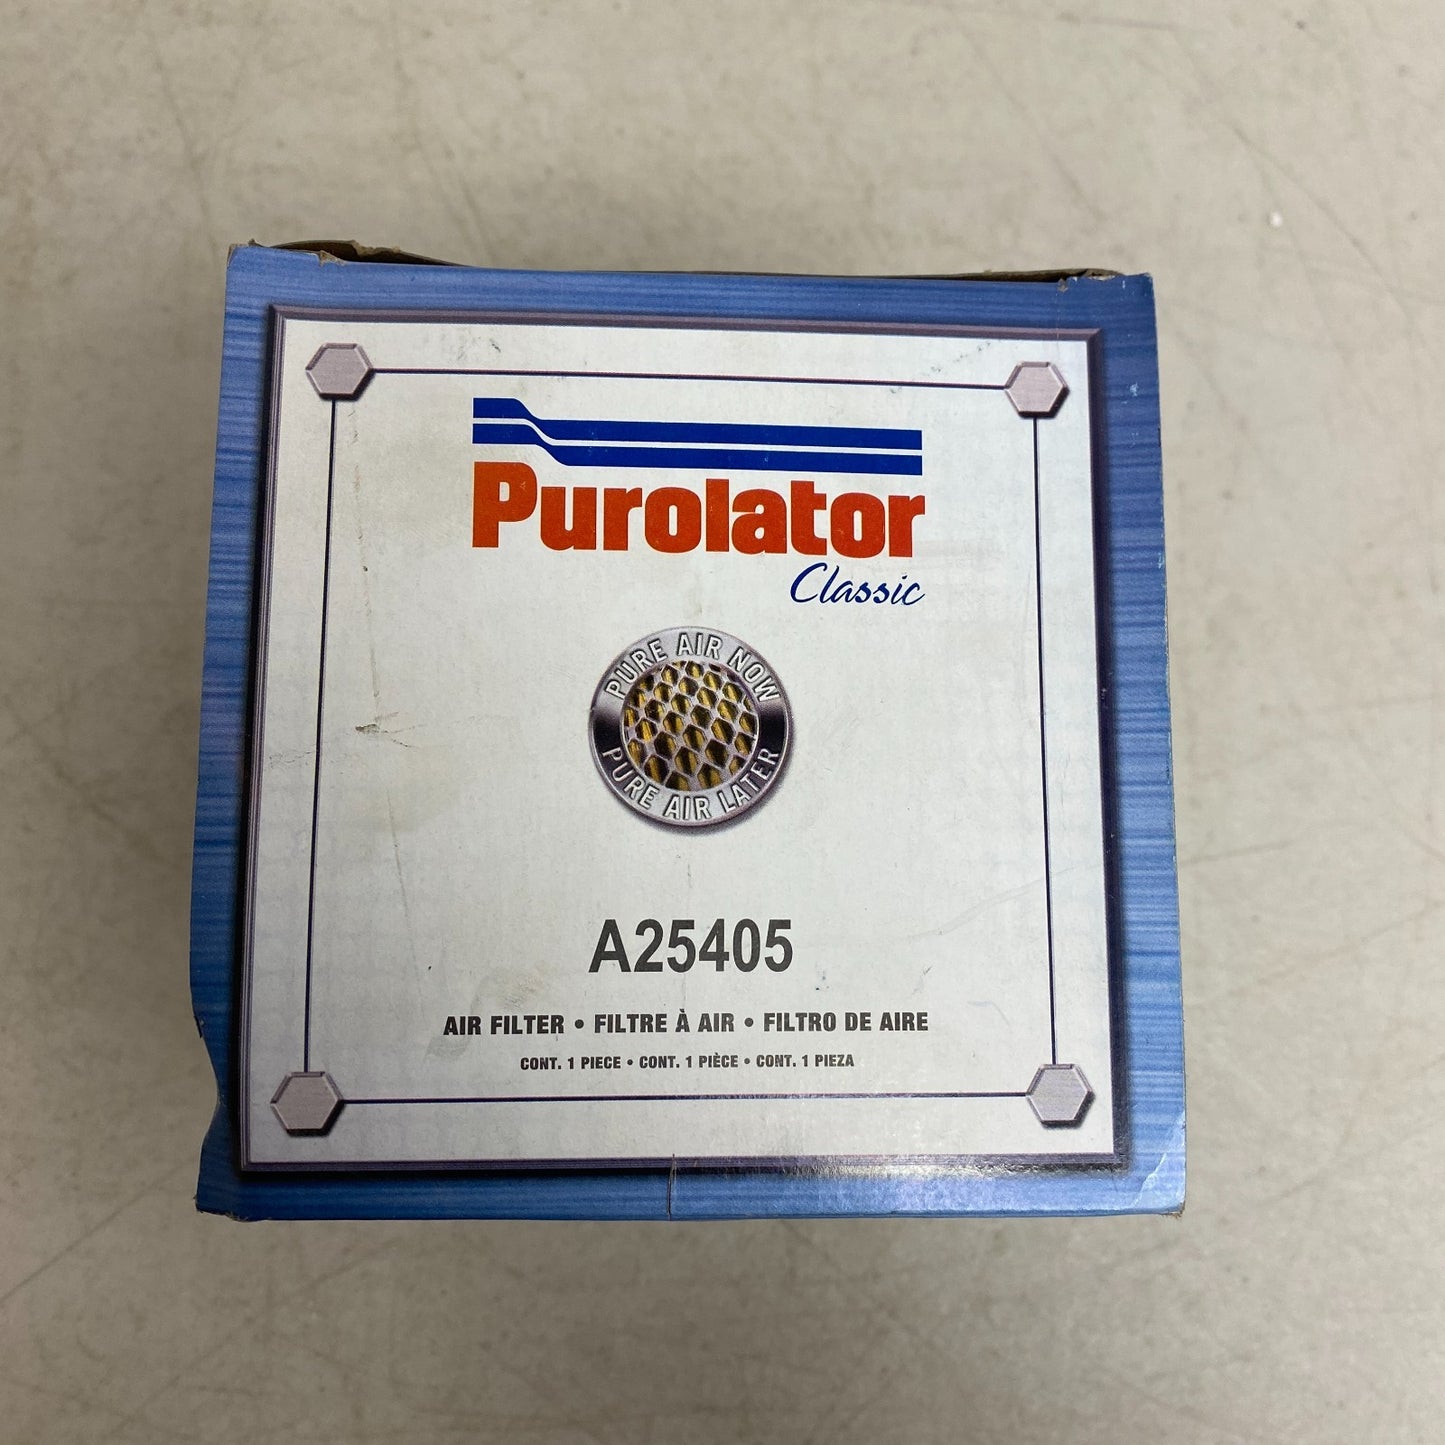 Purolator
Classic
PURE AIR NOW
PURE AIR LATER
A25405
AIR FILTER • FILTRE À AIR • FILTRO DE AIRE
CONT. 1 PIECE • CONT. 1 PIÈCE • CONT. 1 PIEZA